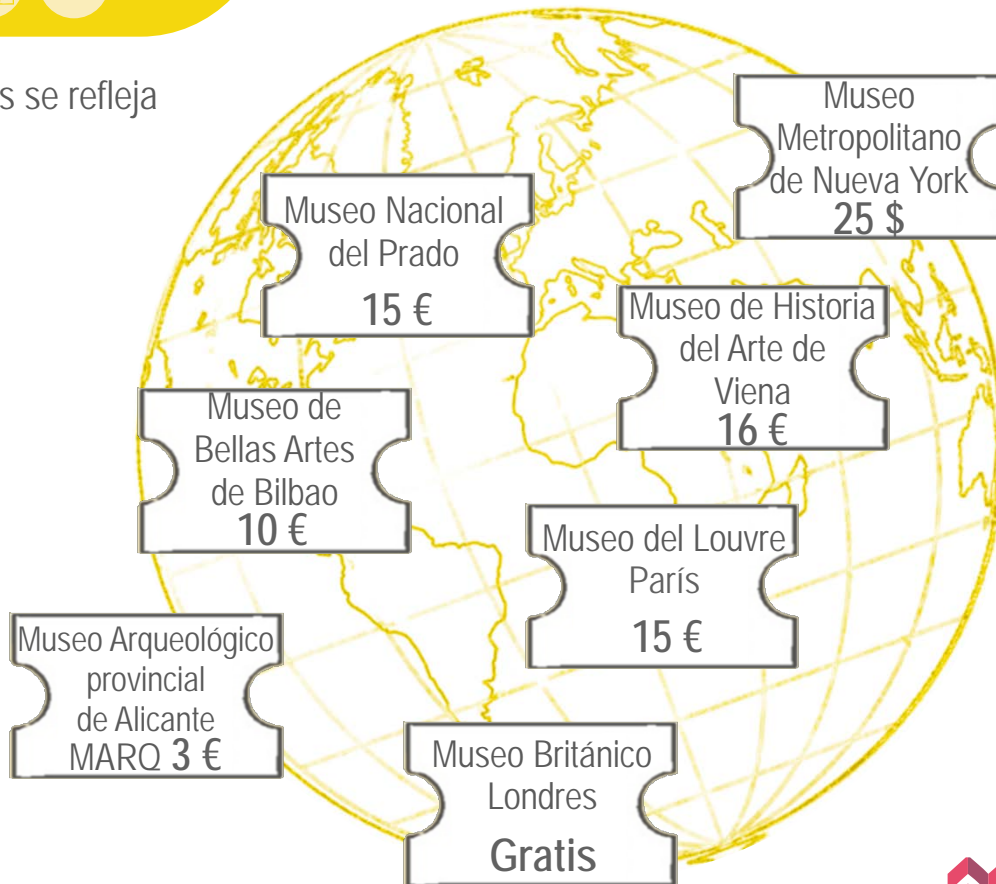 s se refleja
Museo
Metropolitano
de Nueva York
25 $
Museo Nacional
del Prado
15 €
Museo de Historia
del Arte de
Viena
16 €
Museo de
Bellas Artes
de Bilbao
10 €
Museo del Louvre
París
15 €
Museo Arqueológico
provincial
de Alicante
MARQ 3 €
Museo Británico
Londres
Gratis